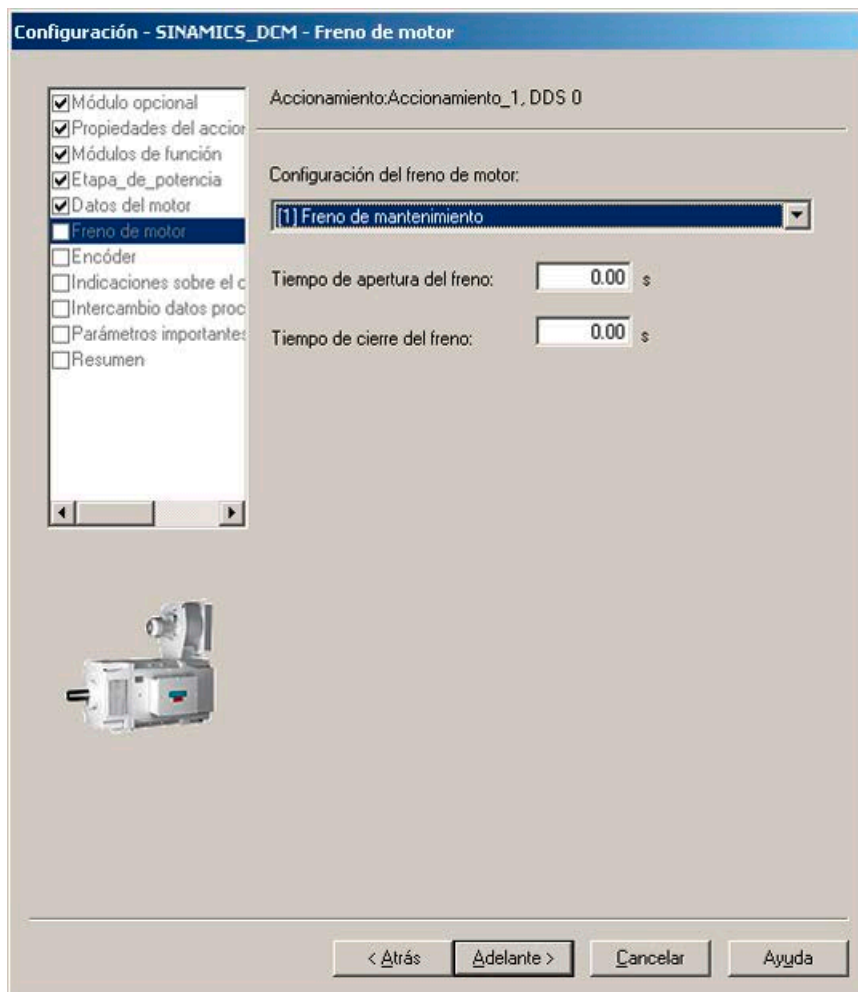 Configuración - SINAMICS_DCM - Freno de motor
Módulo opcional
Propiedades del accior
Módulos de función
Etapa_de_potencia
Datos del motor
Freno de motor
Encóder
Indicaciones sobre el c
Intercambio datos proc
Parámetros importantes
Resumen
Accionamiento:Accionamiento_1, DDS 0
Configuración del freno de motor:
[1] Freno de mantenimiento
Tiempo de apertura del freno: 0.00 s
Tiempo de cierre del freno: 0.00 s
< Atrás Adelante > Cancelar Ayuda